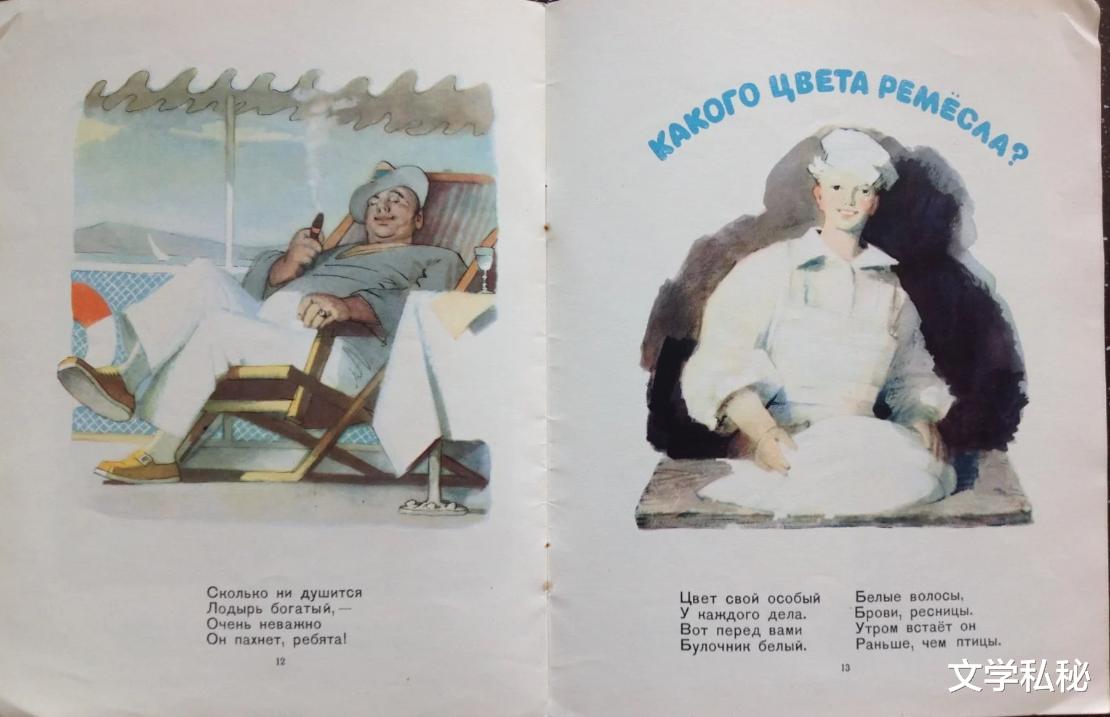 Сколько ни душится
Лодырь богатый,—
Очень неважно
Он пахнет, ребята!
12
КАКОГО ЦВЕТА РЕМЁСЛА?
Цвет свой особый
У каждого дела.
Вот перед вами
Булочник белый.
Белые волосы,
Брови, ресницы.
Утром встаёт он
Раньше, чем птицы.
13
文学私秘